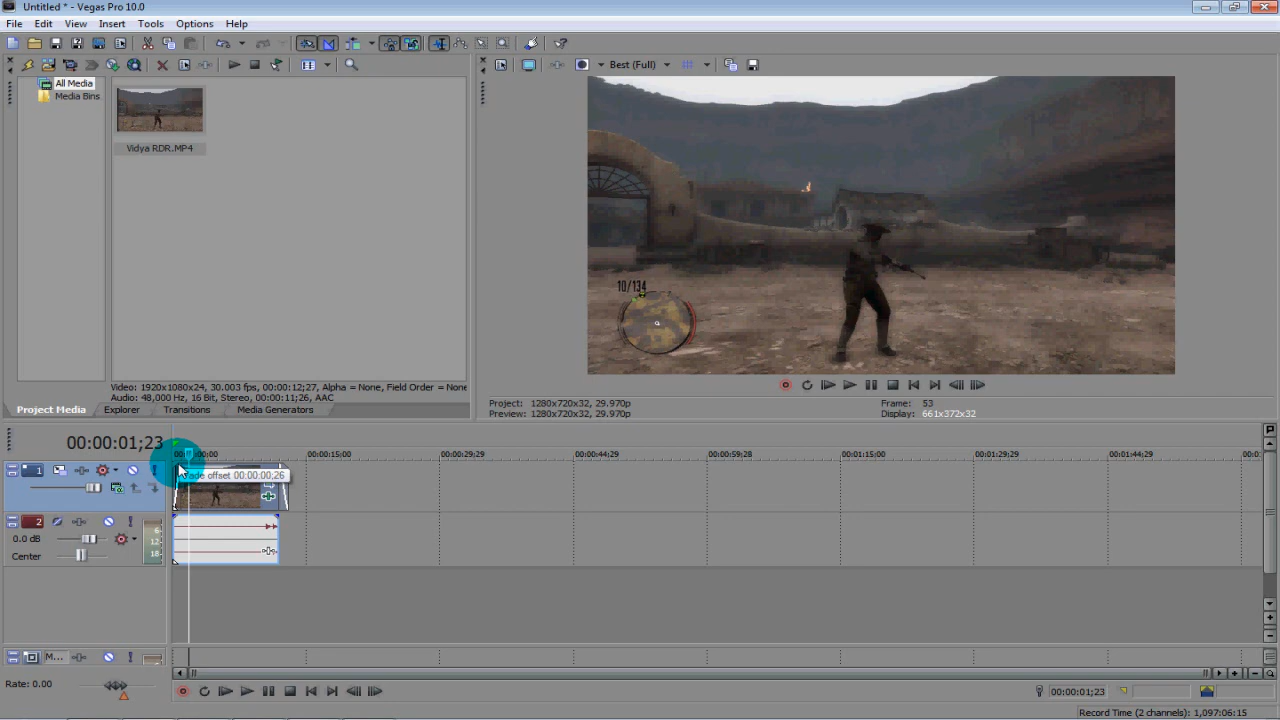 Untitled * - Vegas Pro 10.0
File Edit View Insert Tools Options Help
Best (Full)
All Media
Media Bins
Vidya RDR.MP4
10/134
Video: 1920x1080x24, 30.003 fps, 00:00:12;27, Alpha = None, Field Order = None
Audio: 48,000 Hz, 16 Bit, Stereo, 00:00:11;26, AAC
Project Media Explorer Transitions Media Generators
Project: 1280x720x32, 29.970p
Preview: 1280x720x32, 29.970p
Frame: 53
Display: 661x372x32
00:00:01;23
00:00:15;00 00:00:29;29 00:00:44;29 00:00:59;28 00:01:15;00 00:01:29;29 00:01:44;29
1
offset 00:00:00;26
2
0.0 dB
Center
6
12
18
M...
Rate: 0.00
00:00:01;23
Record Time (2 channels): 1,097:06:15